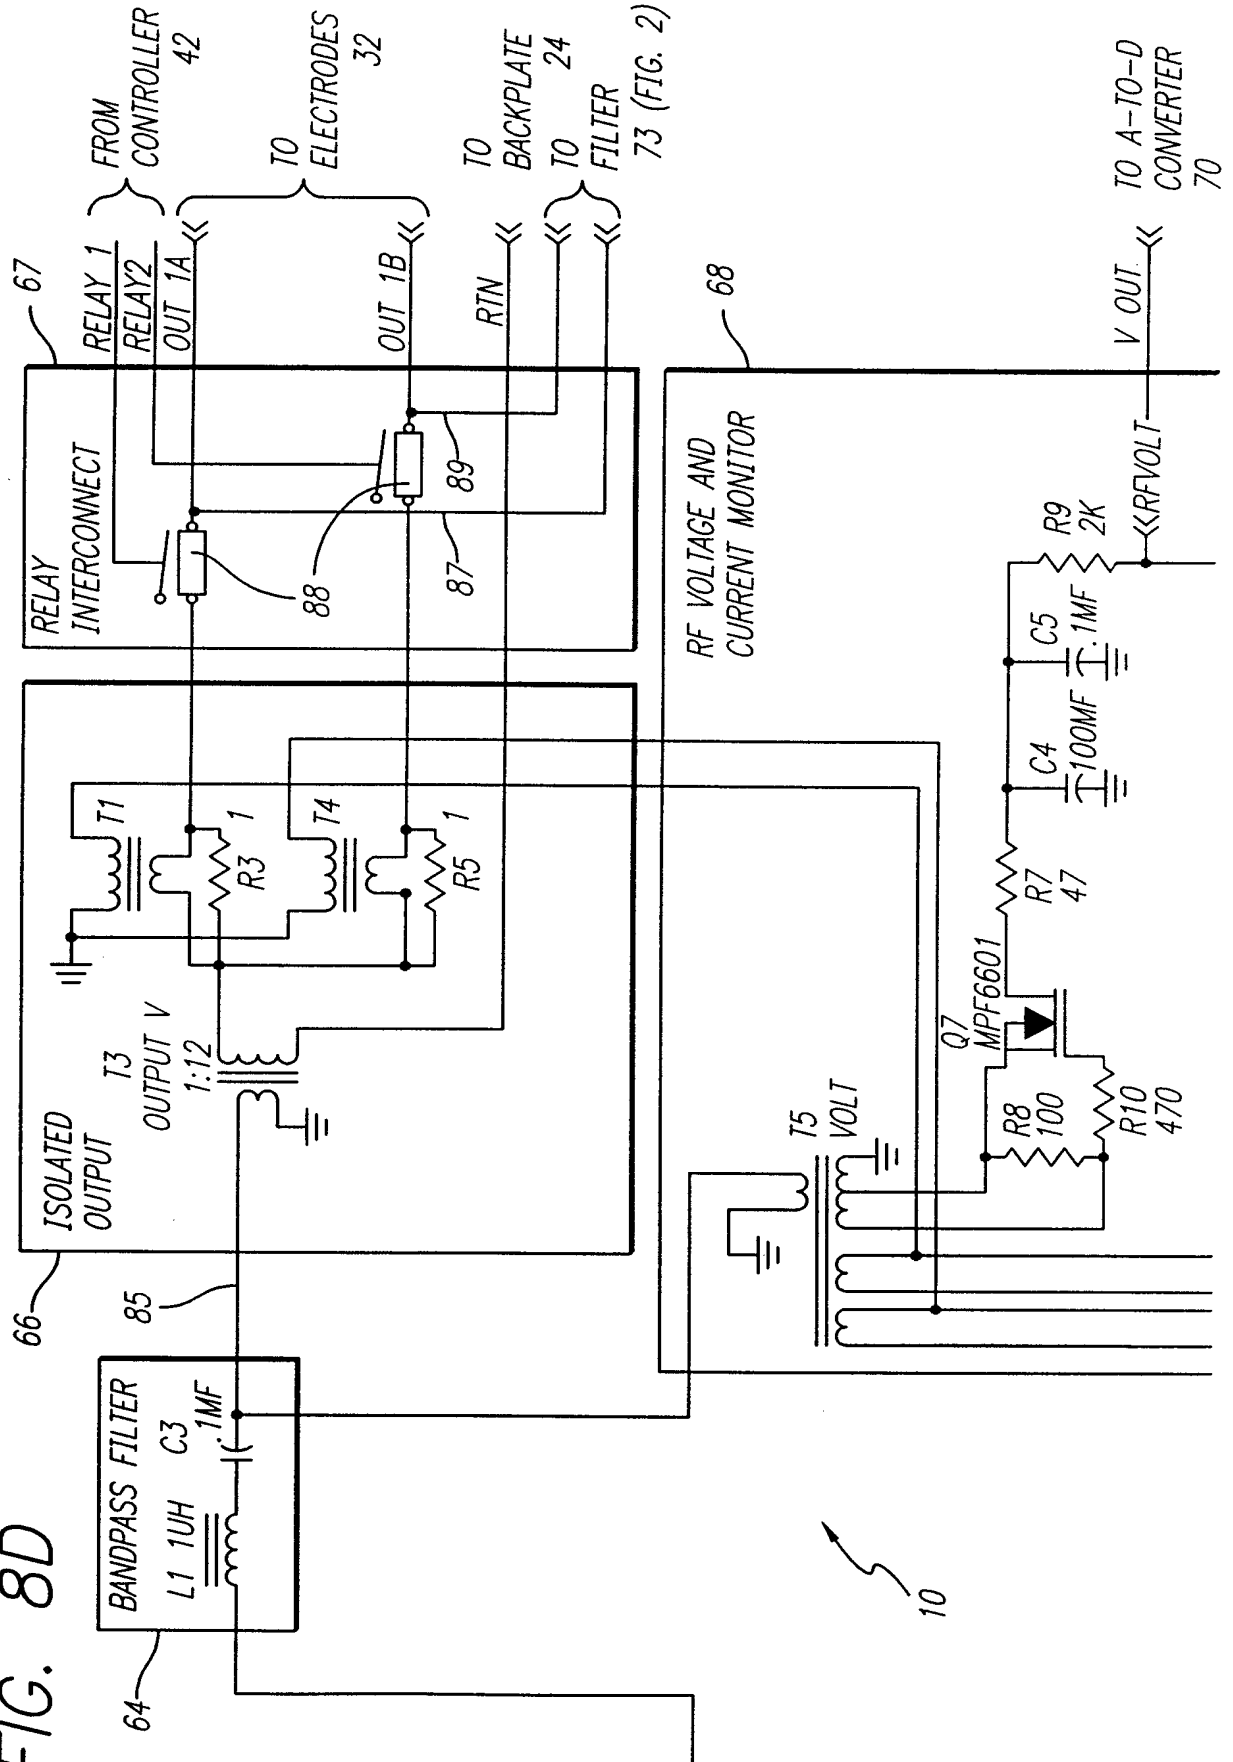 FIG. 8D
64
BANDPASS FILTER
L1 1UH
C3
.1MF
85
66
ISOLATED
OUTPUT
T3
OUTPUT V
1:12
T1
R3
1
T4
R5
1
67
RELAY
INTERCONNECT
88
87
89
RELAY 1
RELAY2
OUT 1A
OUT 1B
RTN
FROM
CONTROLLER
42
TO
ELECTRODES
32
TO
BACKPLATE
24
TO
FILTER
73 (FIG. 2)
68
RF VOLTAGE AND
CURRENT MONITOR
T5
VOLT
R8
100
R10
470
Q7
MPF6601
R7
47
C4
100MF
C5
.1MF
R9
2K
RFVOLT
V OUT
TO A-TO-D
CONVERTER
70
10